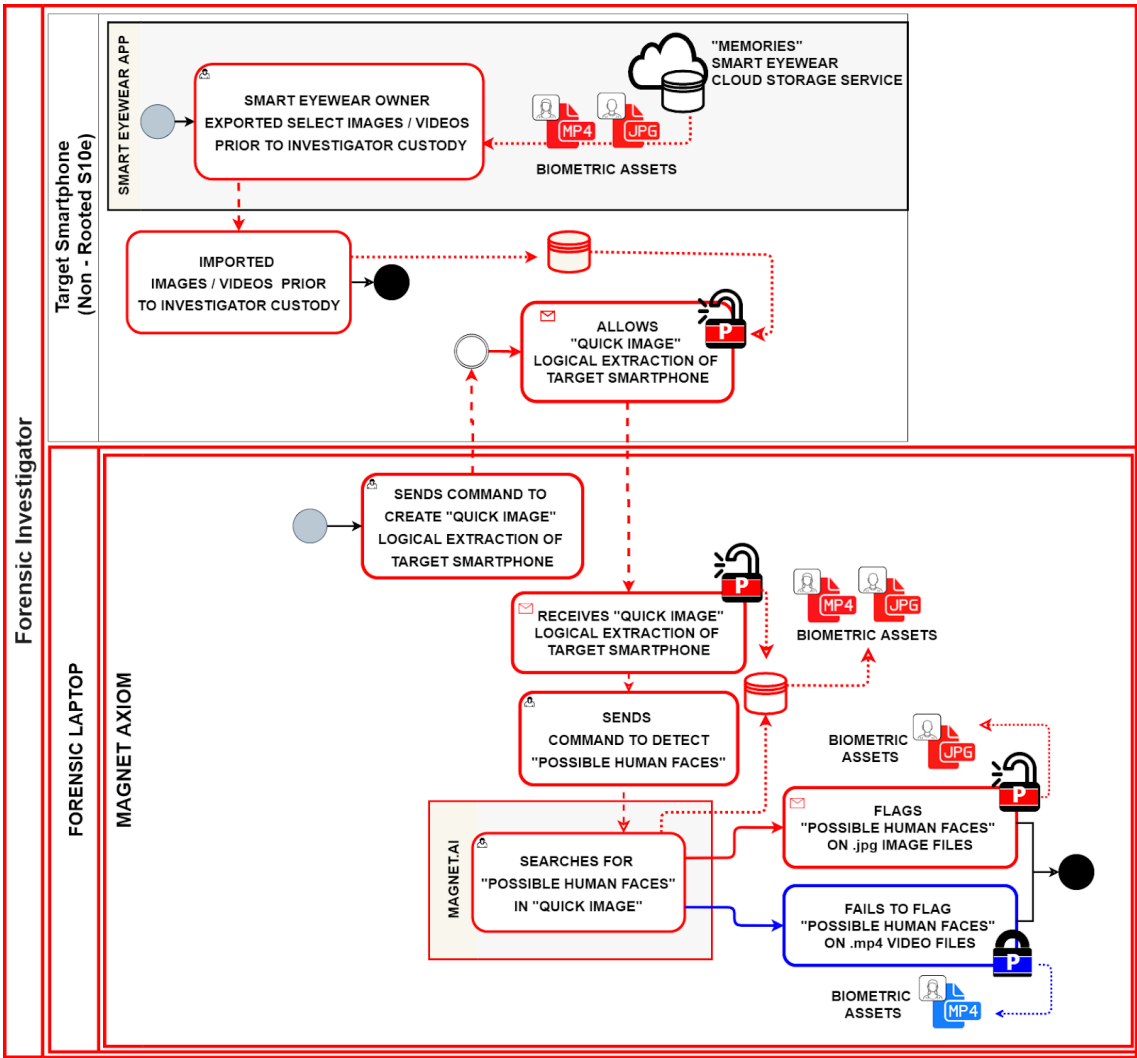 Forensic Investigator
Target Smartphone
(Non - Rooted S10e)
SMART EYEWEAR APP
SMART EYEWEAR OWNER
EXPORTED SELECT IMAGES / VIDEOS
PRIOR TO INVESTIGATOR CUSTODY
"MEMORIES"
SMART EYEWEAR
CLOUD STORAGE SERVICE
MP4
JPG
BIOMETRIC ASSETS
IMPORTED
IMAGES / VIDEOS PRIOR
TO INVESTIGATOR CUSTODY
ALLOWS
"QUICK IMAGE"
LOGICAL EXTRACTION OF
TARGET SMARTPHONE
P
FORENSIC LAPTOP
MAGNET AXIOM
SENDS COMMAND TO
CREATE "QUICK IMAGE"
LOGICAL EXTRACTION OF
TARGET SMARTPHONE
RECEIVES "QUICK IMAGE"
LOGICAL EXTRACTION OF
TARGET SMARTPHONE
P
MP4
JPG
BIOMETRIC ASSETS
SENDS
COMMAND TO DETECT
"POSSIBLE HUMAN FACES"
MAGNET.AI
SEARCHES FOR
"POSSIBLE HUMAN FACES"
IN "QUICK IMAGE"
BIOMETRIC
ASSETS
JPG
FLAGS
"POSSIBLE HUMAN FACES"
ON .jpg IMAGE FILES
P
FAILS TO FLAG
"POSSIBLE HUMAN FACES"
ON .mp4 VIDEO FILES
P
BIOMETRIC
ASSETS
MP4